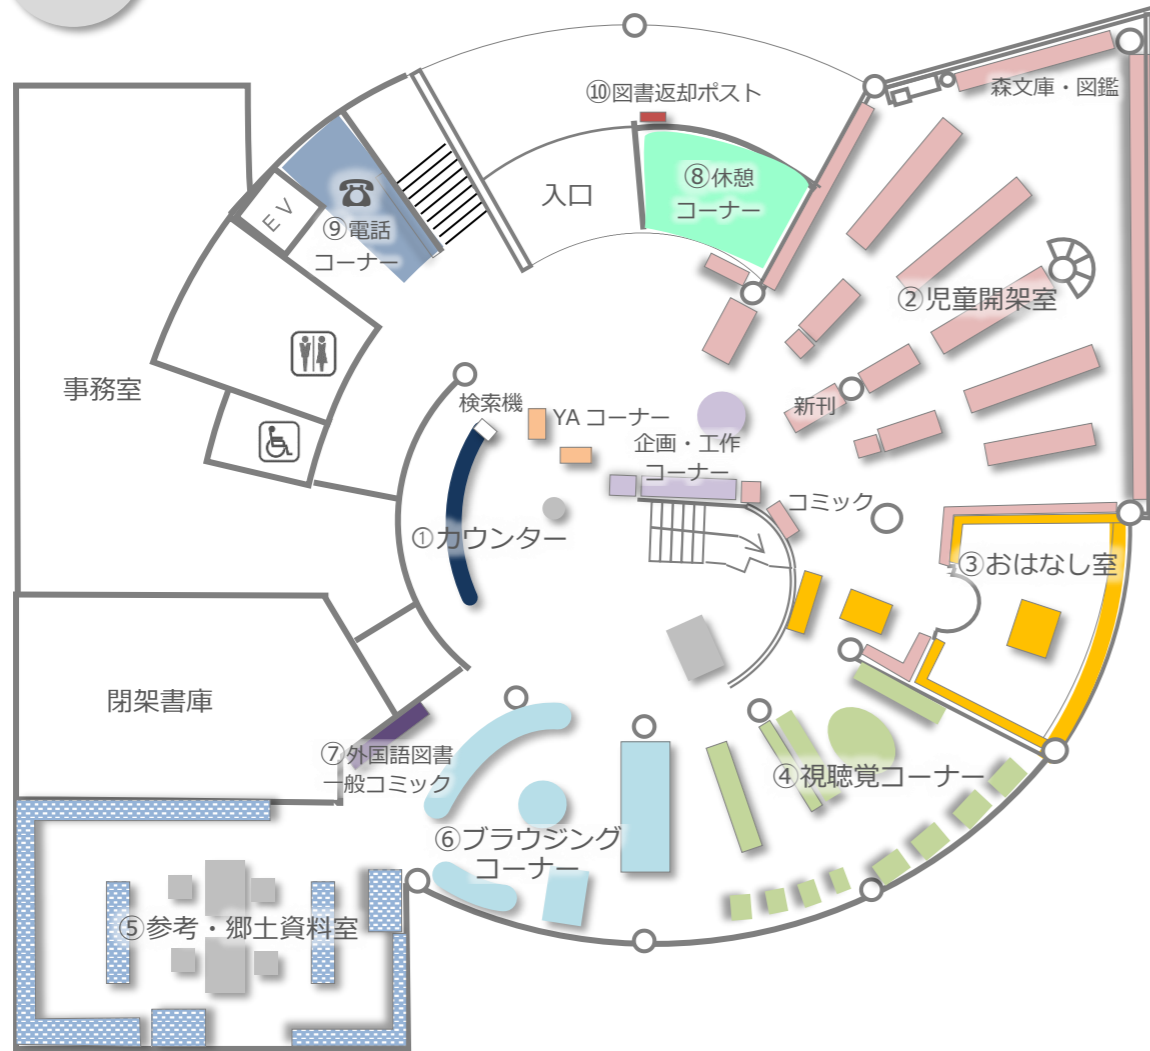 ⑩図書返却ポスト
森文庫・図鑑
入口
⑧休憩
コーナー
EV
⑨電話
コーナー
②児童開架室
事務室
検索機
YAコーナー
新刊
企画・工作
コーナー
コミック
①カウンター
③おはなし室
閉架書庫
⑦外国語図書
一般コミック
④視聴覚コーナー
⑥ブラウジング
コーナー
⑤参考・郷土資料室